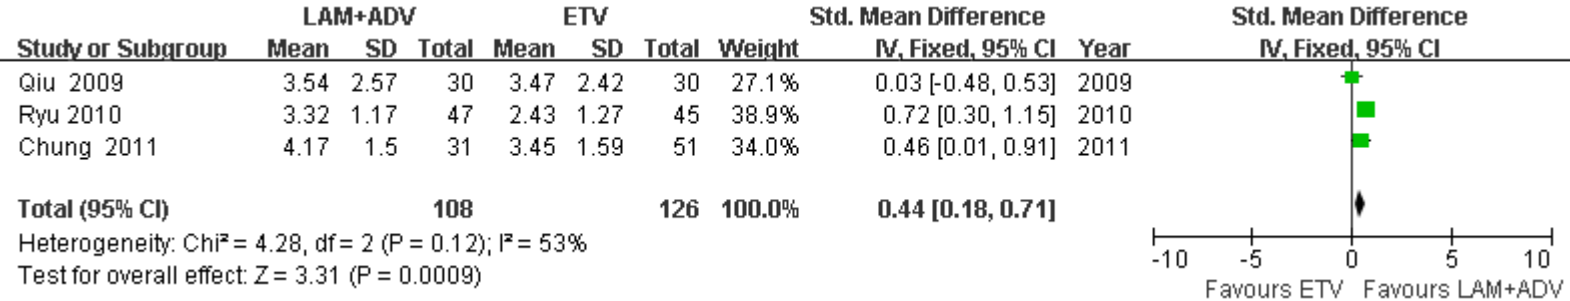 LAM+ADV ETV Std. Mean Difference Std. Mean Difference
Study or Subgroup Mean SD Total Mean SD Total Weight IV, Fixed, 95% CI Year IV, Fixed, 95% CI
Qiu 2009 3.54 2.57 30 3.47 2.42 30 27.1% 0.03 [-0.48, 0.53] 2009
Ryu 2010 3.32 1.17 47 2.43 1.27 45 38.9% 0.72 [0.30, 1.15] 2010
Chung 2011 4.17 1.5 31 3.45 1.59 51 34.0% 0.46 [0.01, 0.91] 2011
Total (95% CI) 108 126 100.0% 0.44 [0.18, 0.71]
Heterogeneity: Chi² = 4.28, df = 2 (P = 0.12); I² = 53%
Test for overall effect: Z = 3.31 (P = 0.0009)
-10 -5 0 5 10
Favours ETV Favours LAM+ADV